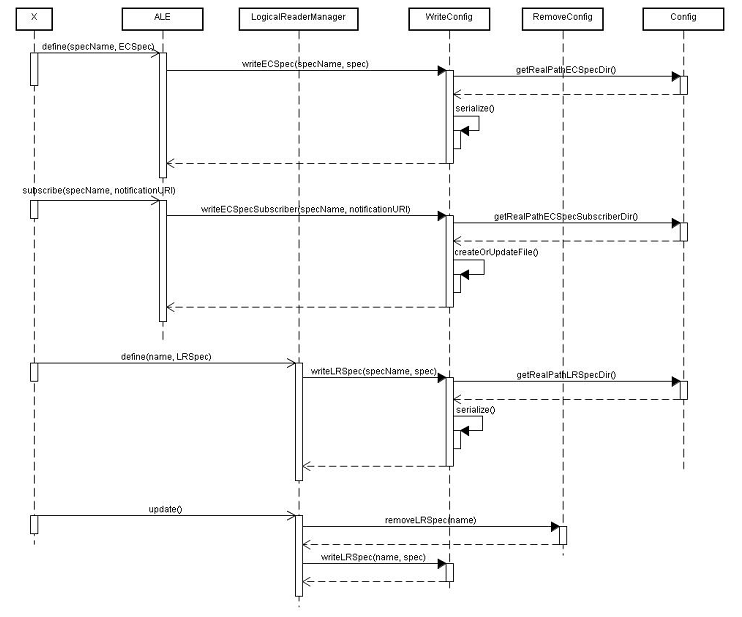 X
ALE
LogicalReaderManager
WriteConfig
RemoveConfig
Config
define(specName, ECSpec)
writeECSpec(specName, spec)
getRealPathECSpecDir()
serialize()
subscribe(specName, notificationURI)
writeECSpecSubscriber(specName, notificationURI)
getRealPathECSpecSubscriberDir()
createOrUpdateFile()
define(name, LRSpec)
writeLRSpec(specName, spec)
getRealPathLRSpecDir()
serialize()
update()
removeLRSpec(name)
writeLRSpec(name, spec)